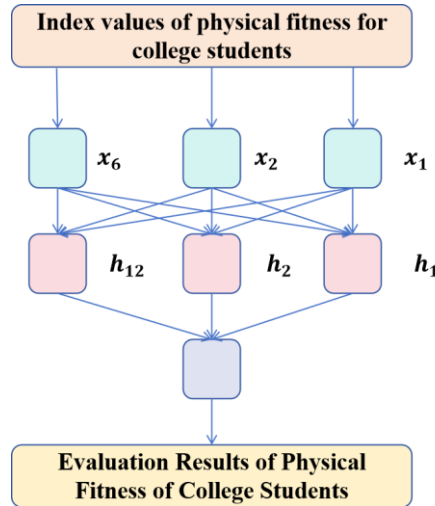 Index values of physical fitness for
college students
x₆ x₂ x₁
h₁₂ h₂ h₁
Evaluation Results of Physical
Fitness of College Students